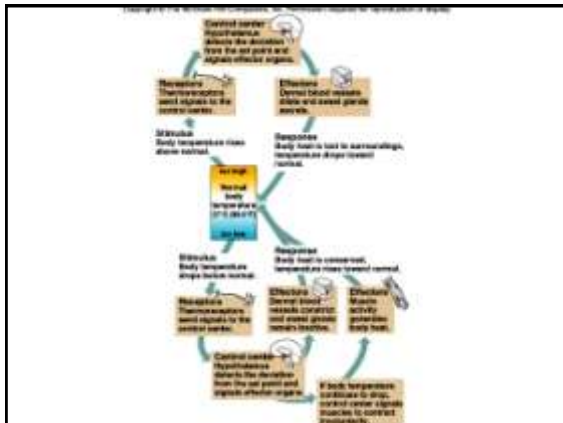 Control center
Hypothalamus
detects the deviation
from the set point and
signals effector organs.
Receptors
Thermoreceptors
send signals to the
control center.
Effectors
Dermal blood vessels
dilate and sweat glands
secrete.
Stimulus
Body temperature rises
above normal.
Response
Body heat is lost to surroundings,
temperature drops toward
normal.
too high
Normal
body
temperature
too low
Stimulus
Body temperature
drops below normal.
Response
Body heat is conserved,
temperature rises toward normal.
Receptors
Thermoreceptors
send signals to the
control center.
Effectors
Dermal blood
vessels constrict
and sweat glands
remain inactive.
Effectors
Muscle
activity
generates
body heat.
Control center
Hypothalamus
detects the deviation
from the set point and
signals effector organs.
If body temperature
continues to drop,
control center signals
muscles to contract
involuntarily.